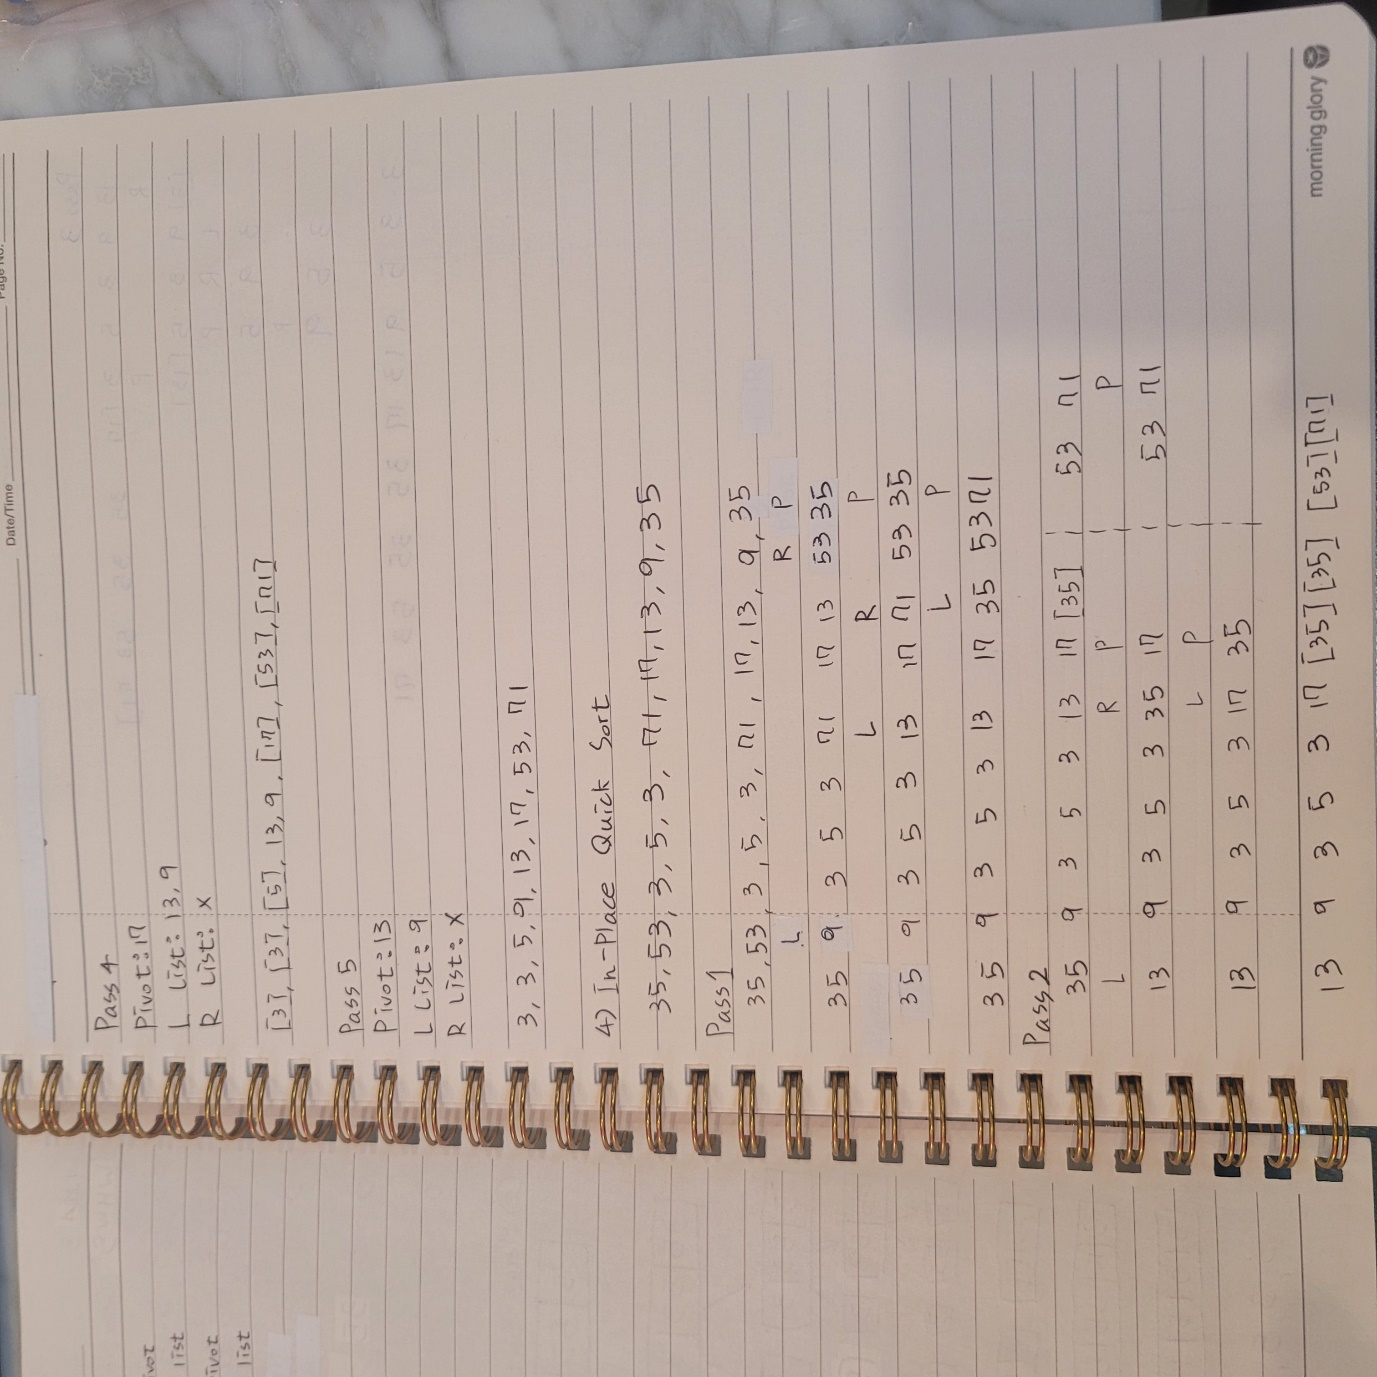 Page No.
Date/Time
Pass 4
Pivot: 17
L List: 13, 9
R List: X
[3], [3], [5], 13, 9, [17], [53], [71]
Pass 5
Pivot: 13
L List: 9
R List: X
3, 3, 5, 9, 13, 17, 53, 71
4) In-Place Quick Sort
35, 53, 3, 5, 3, 71, 17, 13, 9, 35
Pass 1
35, 53, 3, 5, 3, 71, 17, 13, 9, 35
L R P
35 9 3 5 3 71 17 13 53 35
L R P
35 9 3 5 3 13 17 71 53 35
L P
35 9 3 5 3 13 17 35 53 71
Pass 2
35 9 3 5 3 13 17 [35] | 53 71
L R P | P
13 9 3 5 3 35 17 | 53 71
L P |
13 9 3 5 3 17 35 |
13 9 3 5 3 17 [35] [35] [53] [71]
morning glory
ivot
list
ivot
list